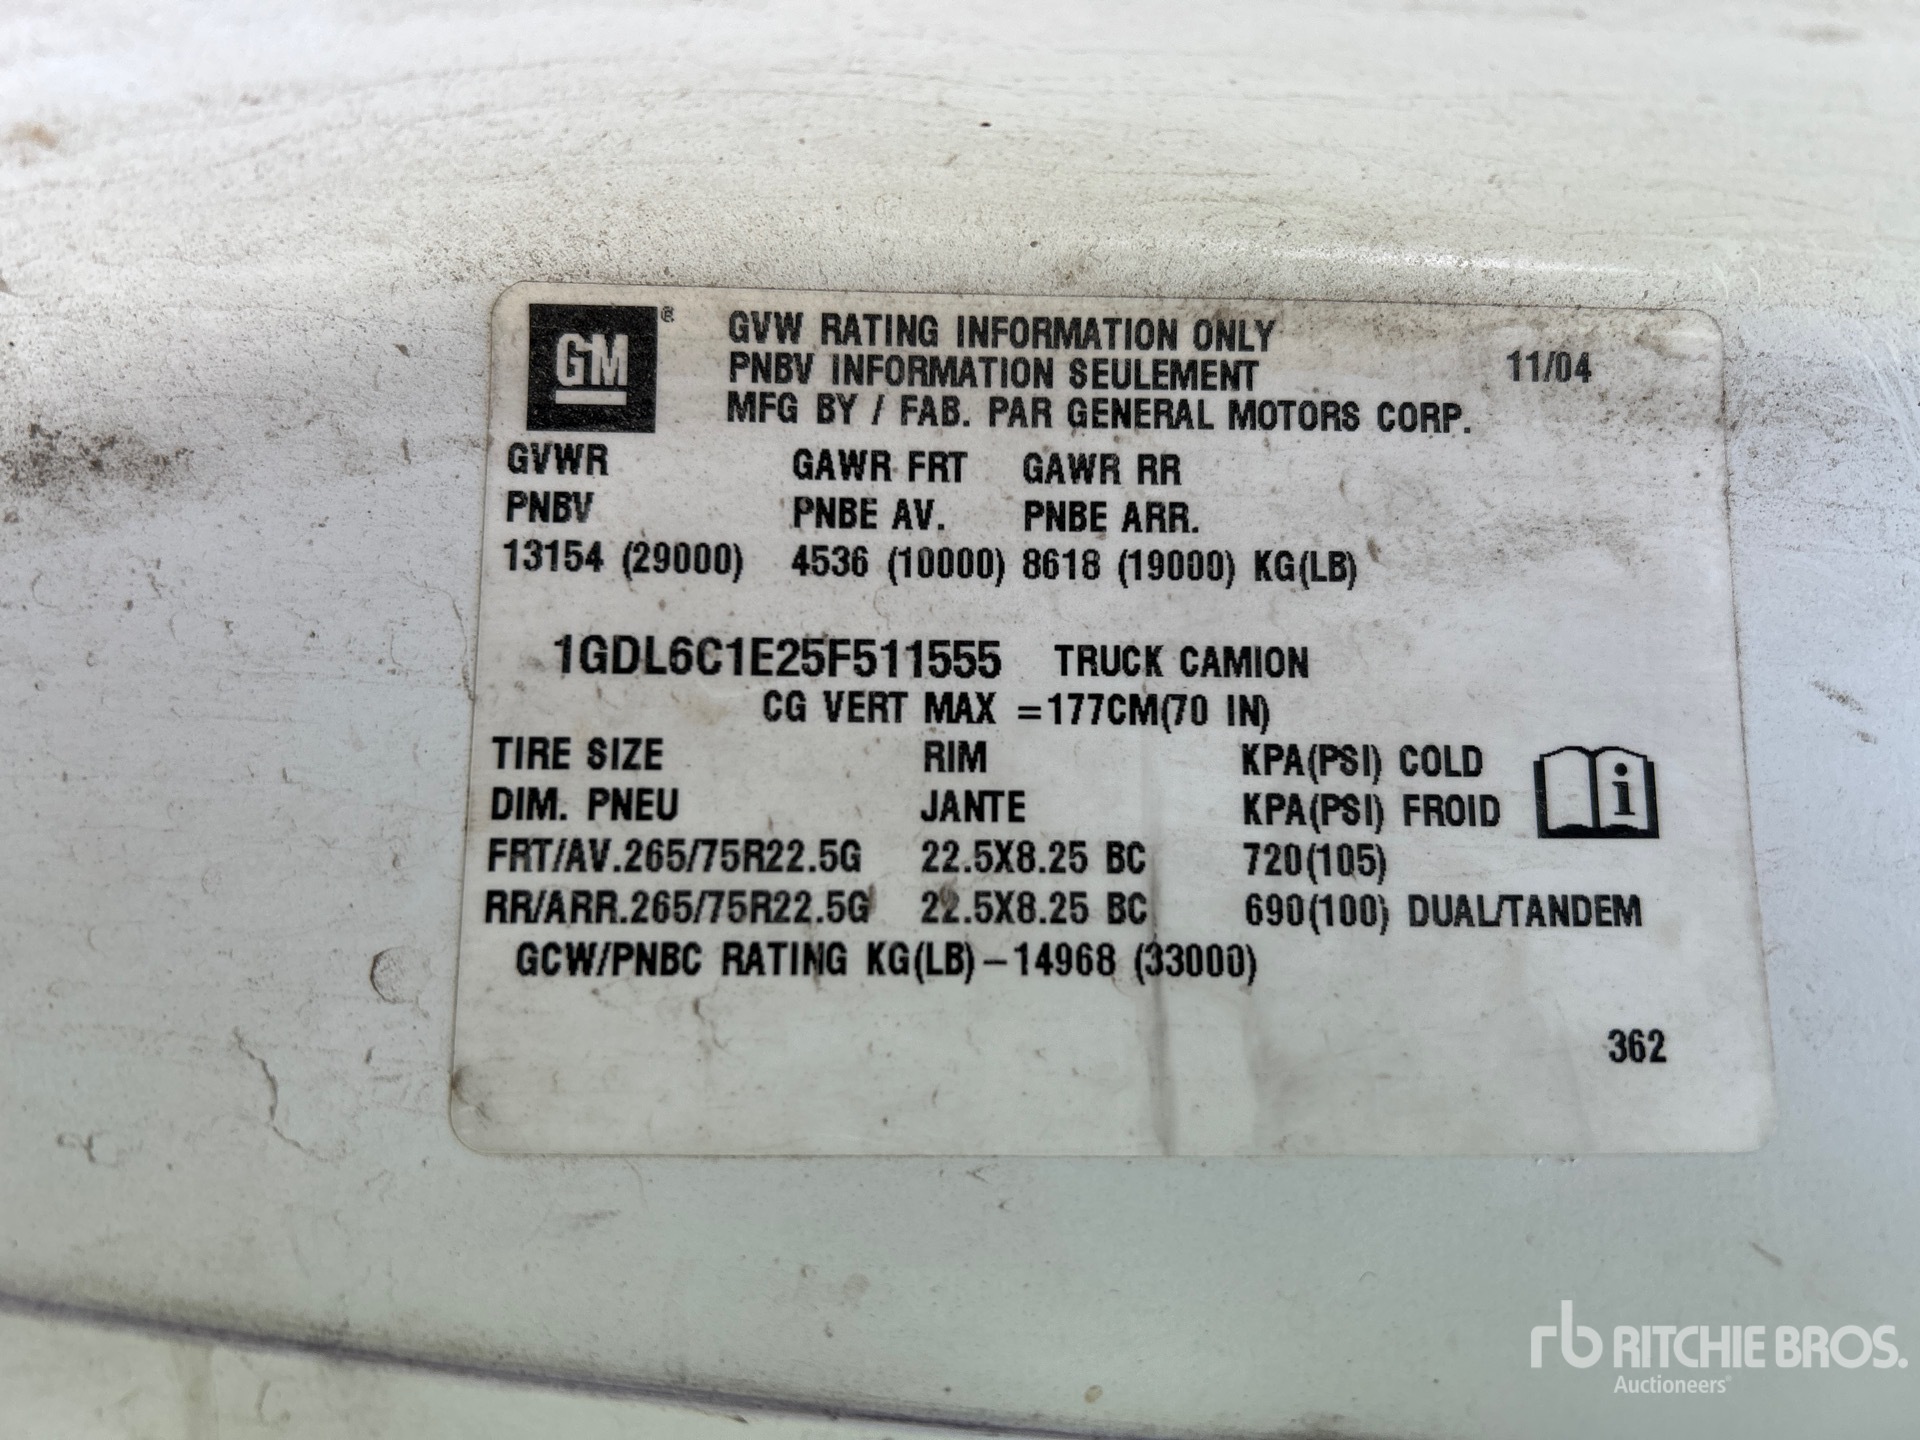 GM®
GVW RATING INFORMATION ONLY
PNBV INFORMATION SEULEMENT 11/04
MFG BY / FAB. PAR GENERAL MOTORS CORP.
GVWR GAWR FRT GAWR RR
PNBV PNBE AV. PNBE ARR.
13154 (29000) 4536 (10000) 8618 (19000) KG(LB)
1GDL6C1E25F511555 TRUCK CAMION
CG VERT MAX =177CM(70 IN)
TIRE SIZE RIM KPA(PSI) COLD
DIM. PNEU JANTE KPA(PSI) FROID
FRT/AV.265/75R22.5G 22.5X8.25 BC 720(105)
RR/ARR.265/75R22.5G 22.5X8.25 BC 690(100) DUAL/TANDEM
GCW/PNBC RATING KG(LB)–14968 (33000)
362
rb RITCHIE BROS.
Auctioneers